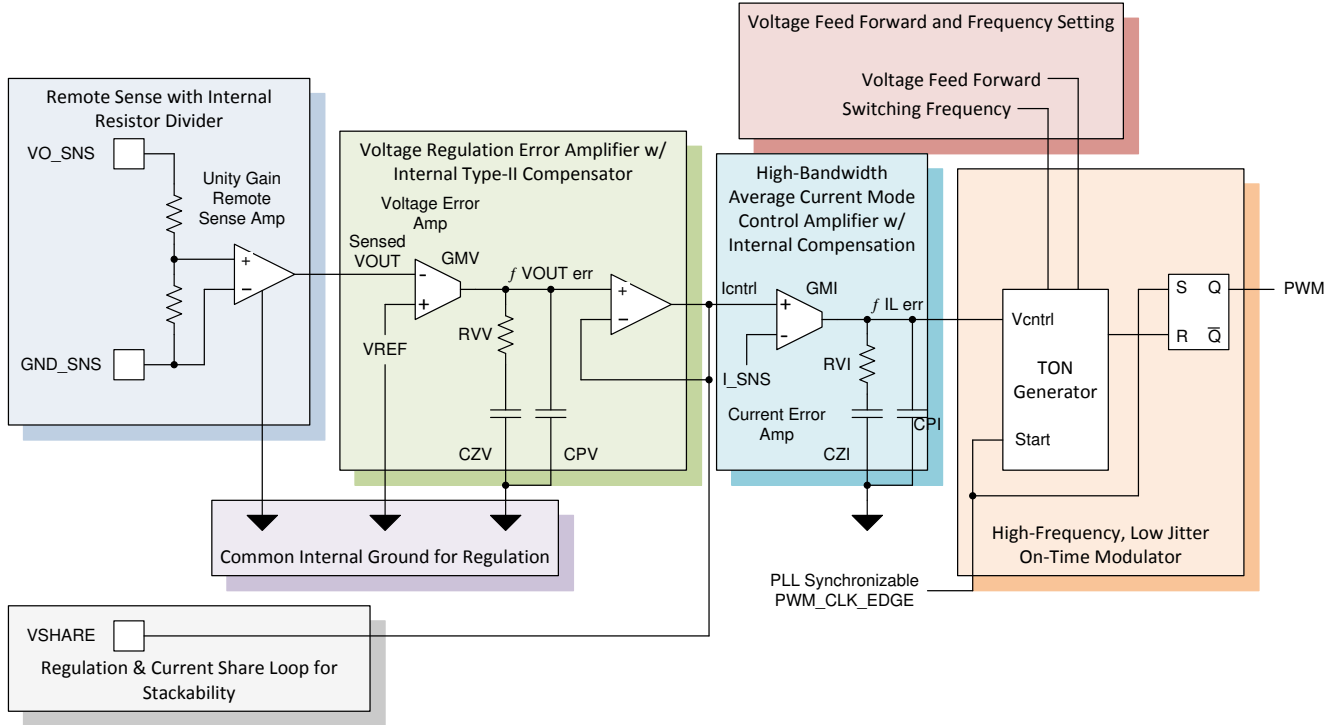 Voltage Feed Forward and Frequency Setting
Voltage Feed Forward
Switching Frequency
Remote Sense with Internal
Resistor Divider
VO_SNS
Unity Gain
Remote
Sense Amp
+
−
GND_SNS
Voltage Regulation Error Amplifier w/
Internal Type-II Compensator
Voltage Error
Amp
Sensed
VOUT
GMV
-
+
VREF
ƒ VOUT err
RVV
CZV
CPV
+
−
High-Bandwidth
Average Current Mode
Control Amplifier w/
Internal Compensation
Icntrl
GMI
+
-
I_SNS
ƒ IL err
RVI
Current Error
Amp
CZI
CPI
Vcntrl
TON
Generator
Start
S Q
R Q̅
PWM
High-Frequency, Low Jitter
On-Time Modulator
Common Internal Ground for Regulation
PLL Synchronizable
PWM_CLK_EDGE
VSHARE
Regulation & Current Share Loop for
Stackability